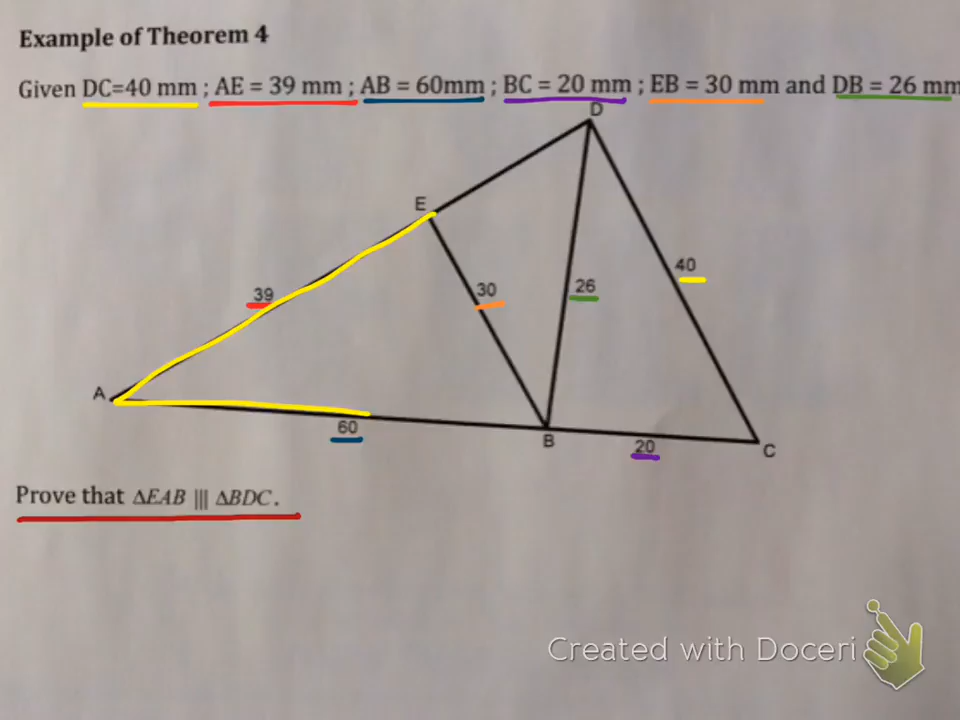 Example of Theorem 4
Given DC=40 mm ; AE = 39 mm ; AB = 60mm ; BC = 20 mm ; EB = 30 mm and DB = 26 mm
D
E
40
39
30
26
A
60
B
20
C
Prove that ΔEAB ||| ΔBDC.
Created with Doceri